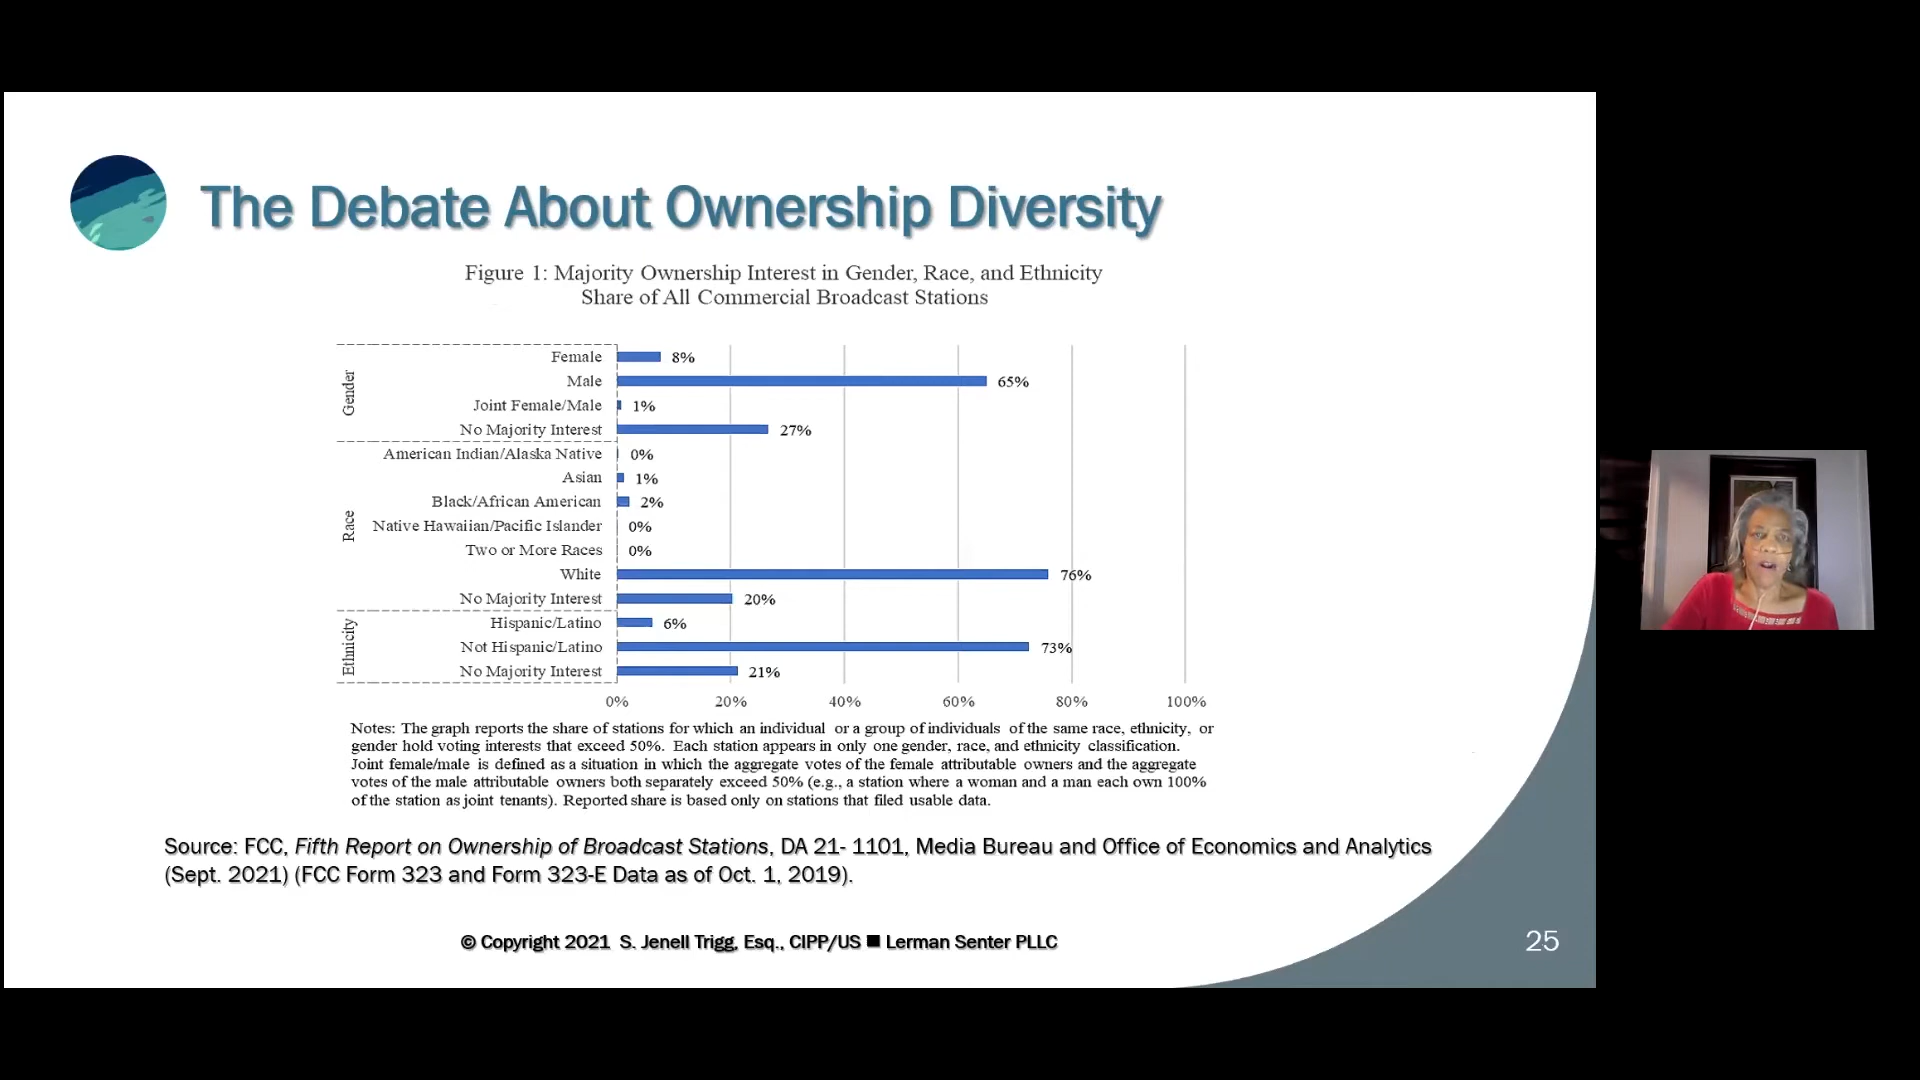 The Debate About Ownership Diversity
Figure 1: Majority Ownership Interest in Gender, Race, and Ethnicity
Share of All Commercial Broadcast Stations
Gender
Female 8%
Male 65%
Joint Female/Male 1%
No Majority Interest 27%
Race
American Indian/Alaska Native 0%
Asian 1%
Black/African American 2%
Native Hawaiian/Pacific Islander 0%
Two or More Races 0%
White 76%
No Majority Interest 20%
Ethnicity
Hispanic/Latino 6%
Not Hispanic/Latino 73%
No Majority Interest 21%
0% 20% 40% 60% 80% 100%
Notes: The graph reports the share of stations for which an individual or a group of individuals of the same race, ethnicity, or
gender hold voting interests that exceed 50%. Each station appears in only one gender, race, and ethnicity classification.
Joint female/male is defined as a situation in which the aggregate votes of the female attributable owners and the aggregate
votes of the male attributable owners both separately exceed 50% (e.g., a station where a woman and a man each own 100%
of the station as joint tenants). Reported share is based only on stations that filed usable data.
Source: FCC, Fifth Report on Ownership of Broadcast Stations, DA 21- 1101, Media Bureau and Office of Economics and Analytics
(Sept. 2021) (FCC Form 323 and Form 323-E Data as of Oct. 1, 2019).
© Copyright 2021 S. Jenell Trigg, Esq., CIPP/US ■ Lerman Senter PLLC
25